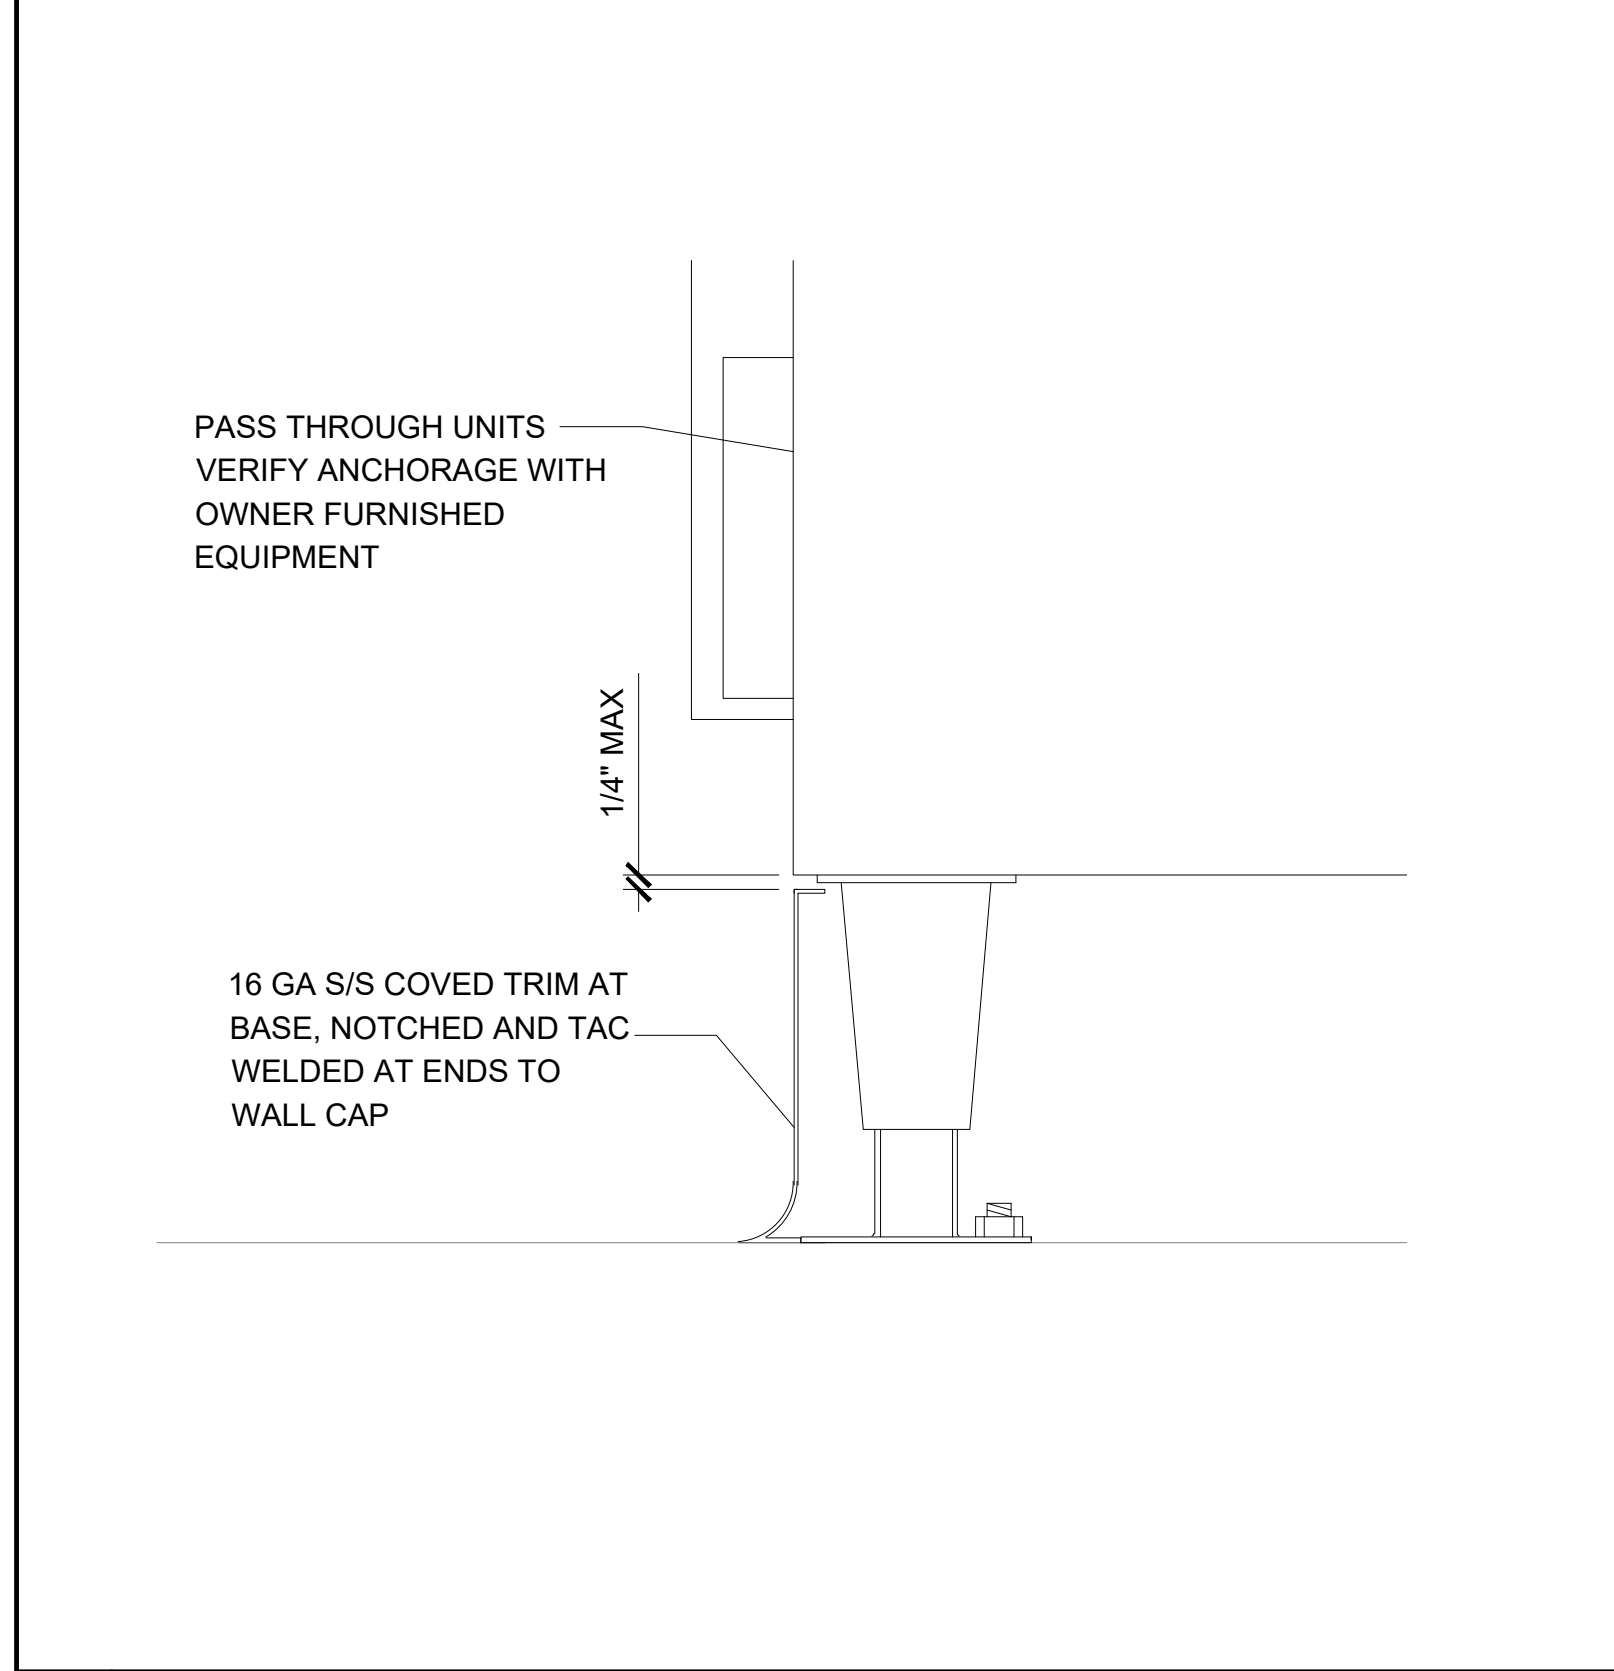 PASS THROUGH UNITS
VERIFY ANCHORAGE WITH
OWNER FURNISHED
EQUIPMENT
1/4" MAX
16 GA S/S COVED TRIM AT
BASE, NOTCHED AND TAC
WELDED AT ENDS TO
WALL CAP